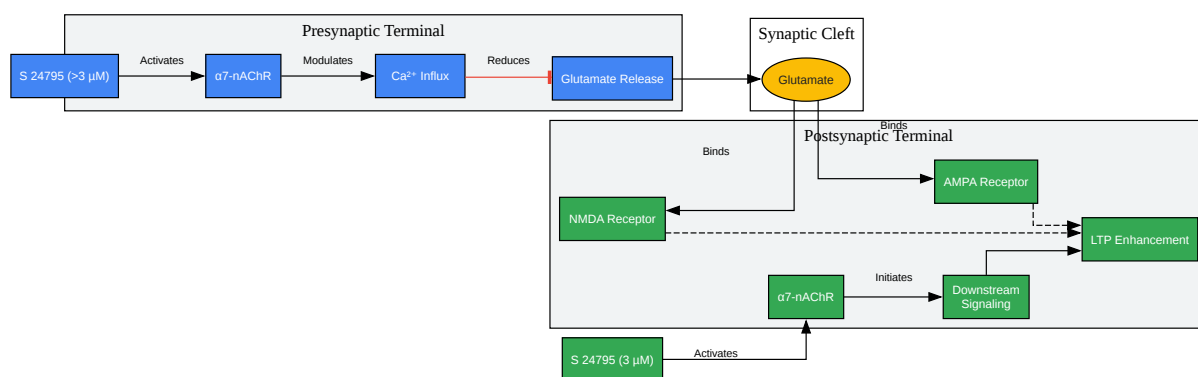 Presynaptic Terminal
Synaptic Cleft
S 24795 (>3 μM)
Activates
α7-nAChR
Modulates
Ca²⁺ Influx
Reduces
Glutamate Release
Glutamate
Binds
Postsynaptic Terminal
Binds
AMPA Receptor
NMDA Receptor
LTP Enhancement
α7-nAChR
Initiates
Downstream
Signaling
S 24795 (3 μM)
Activates